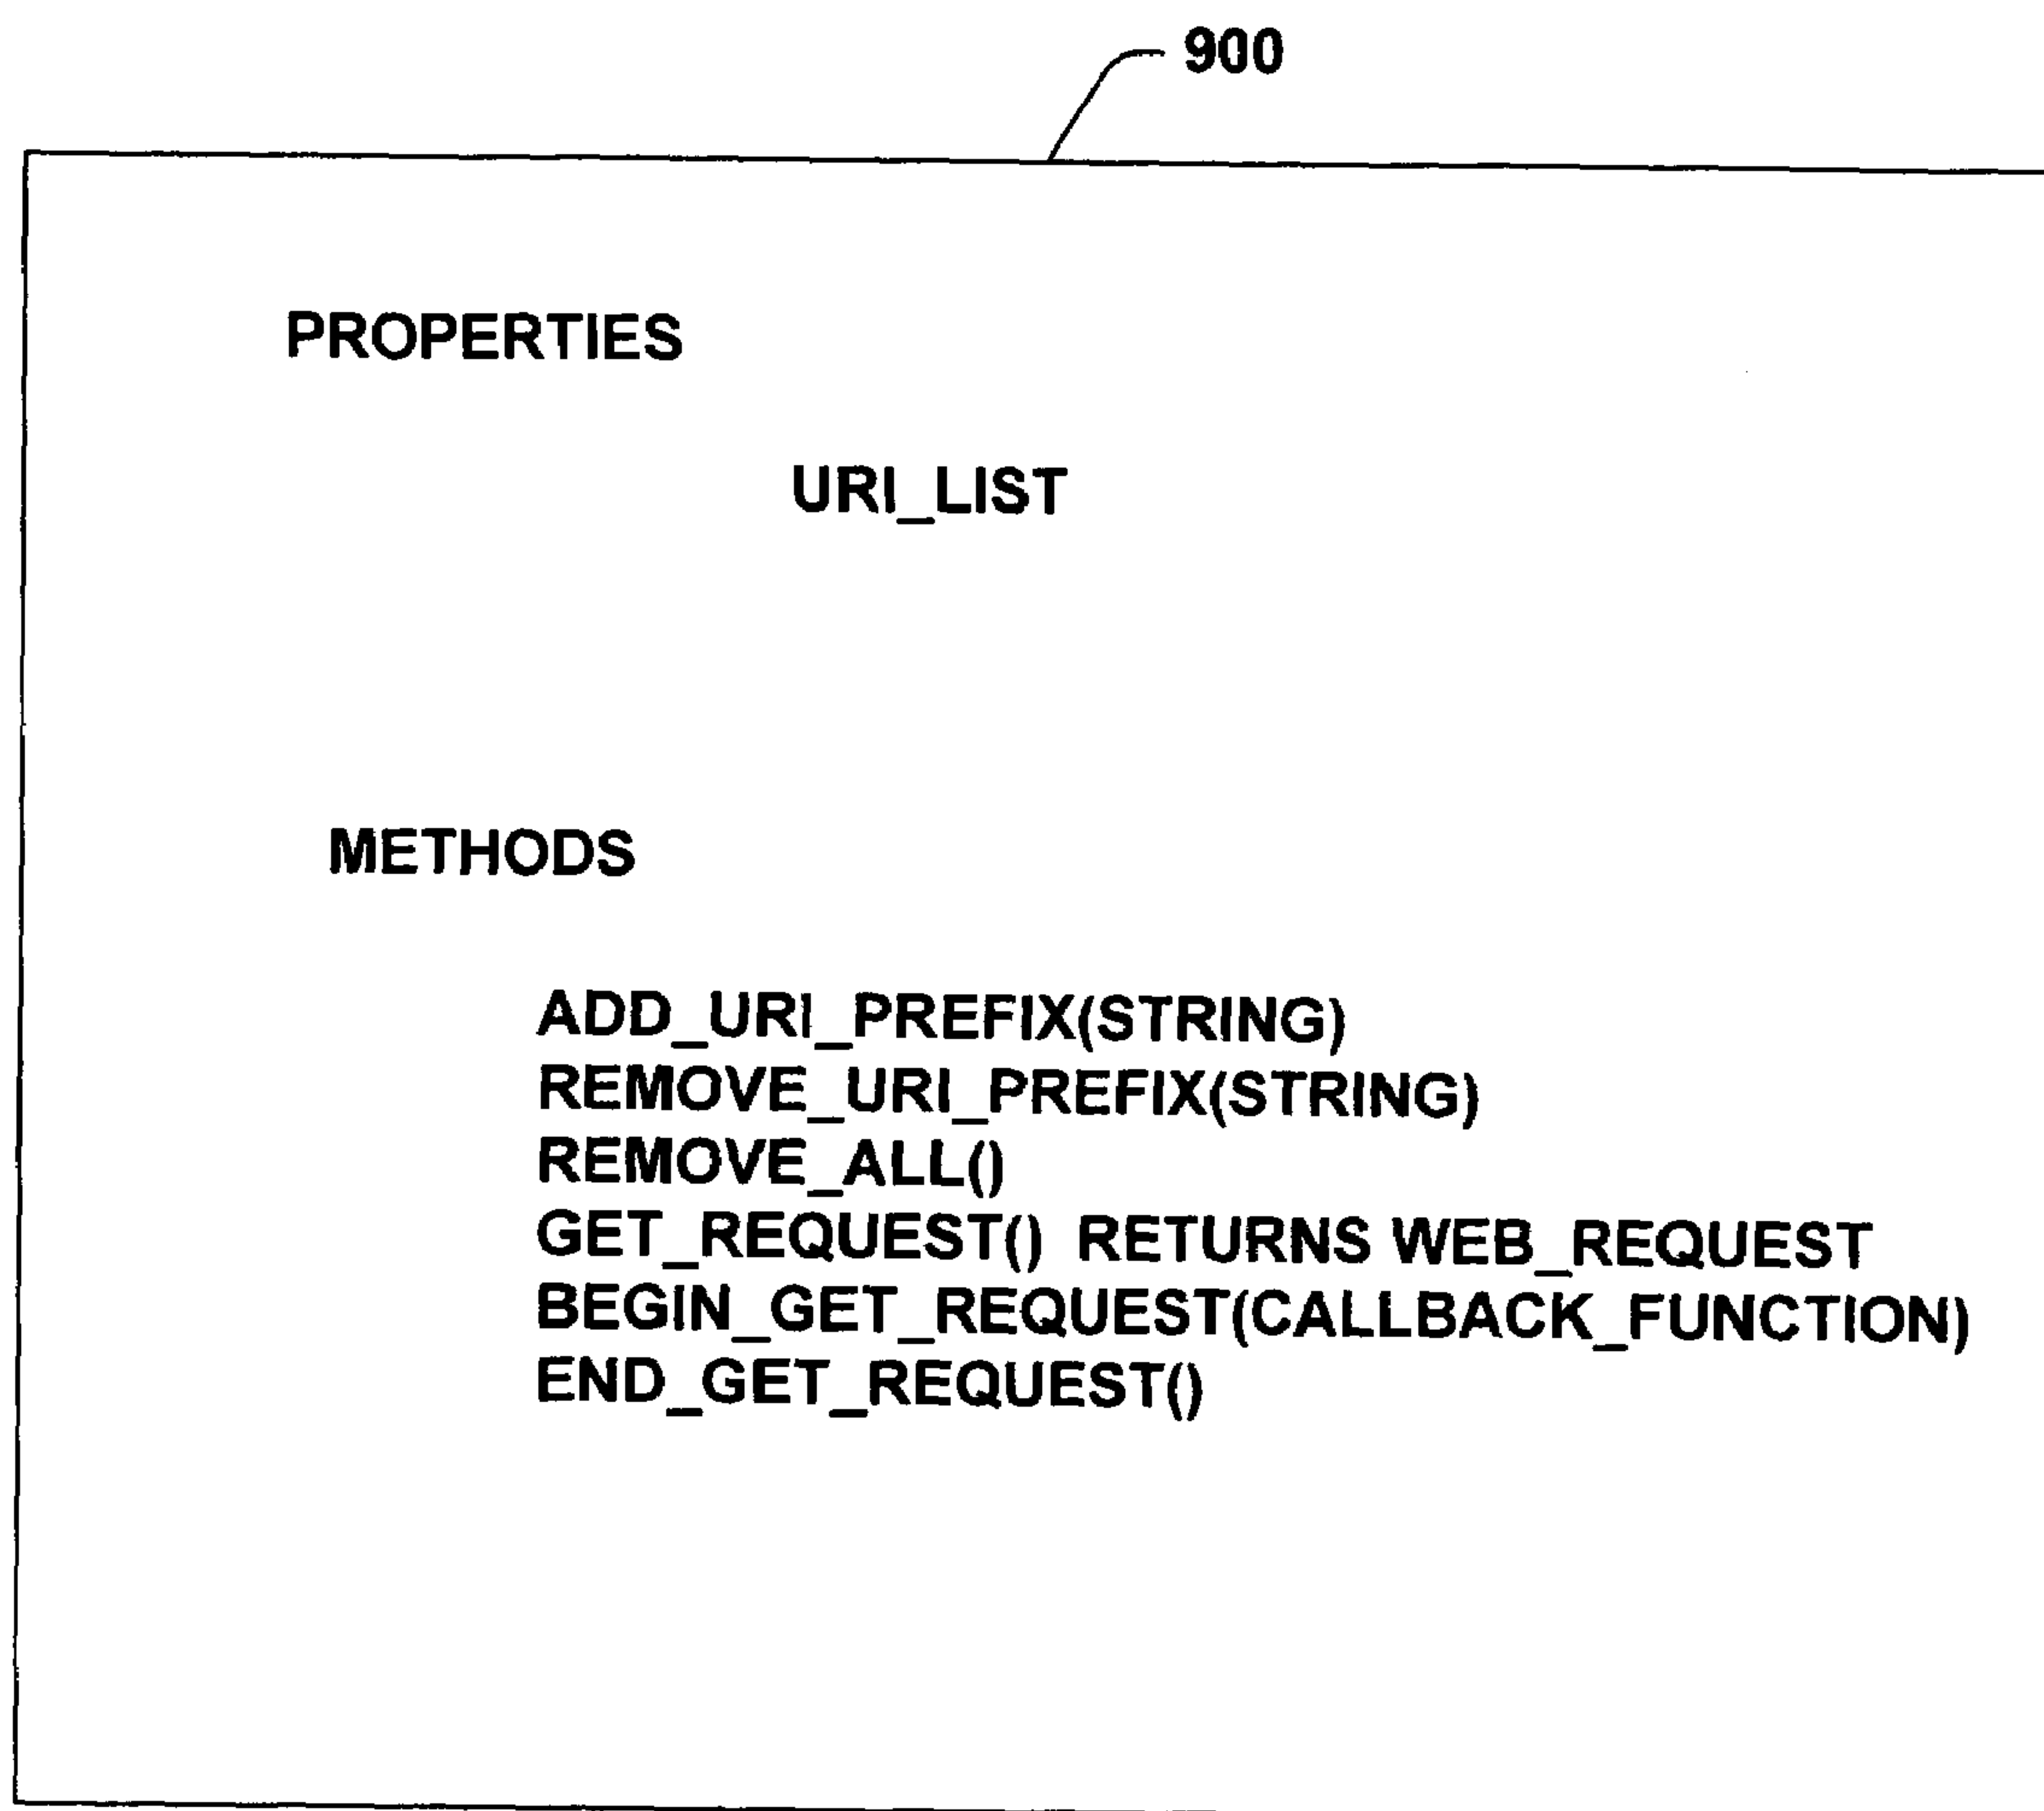 900
PROPERTIES
URI_LIST
METHODS
ADD_URI_PREFIX(STRING)
REMOVE_URI_PREFIX(STRING)
REMOVE_ALL()
GET_REQUEST() RETURNS WEB_REQUEST
BEGIN_GET_REQUEST(CALLBACK_FUNCTION)
END_GET_REQUEST()